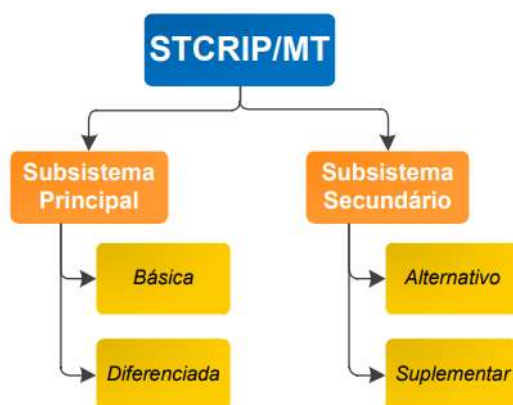 STCRIP/MT
Subsistema
Principal
Subsistema
Secundário
Básica
Alternativo
Diferenciada
Suplementar